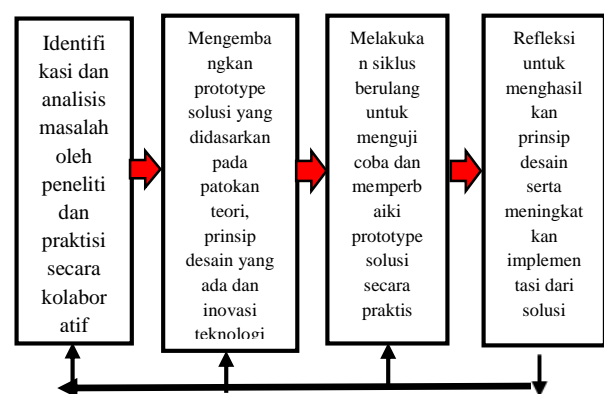 Identifi
kasi dan
analisis
masalah
oleh
peneliti
dan
praktisi
secara
kolabor
atif
Mengemba
ngkan
prototype
solusi yang
didasarkan
pada
patokan
teori,
prinsip
desain yang
ada dan
inovasi
teknologi
Melakuka
n siklus
berulang
untuk
menguji
coba dan
memperb
aiki
prototype
solusi
secara
praktis
Refleksi
untuk
menghasil
kan
prinsip
desain
serta
meningkat
kan
implemen
tasi dari
solusi